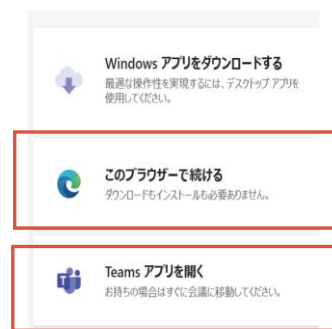 Windows アプリをダウンロードする
最適な操作性を実現するには、デスクトップ アプリを
使用してください。
このブラウザーで続ける
ダウンロードもインストールも必要ありません。
Teams アプリを開く
お持ちの場合はすぐに会議に移動してください。